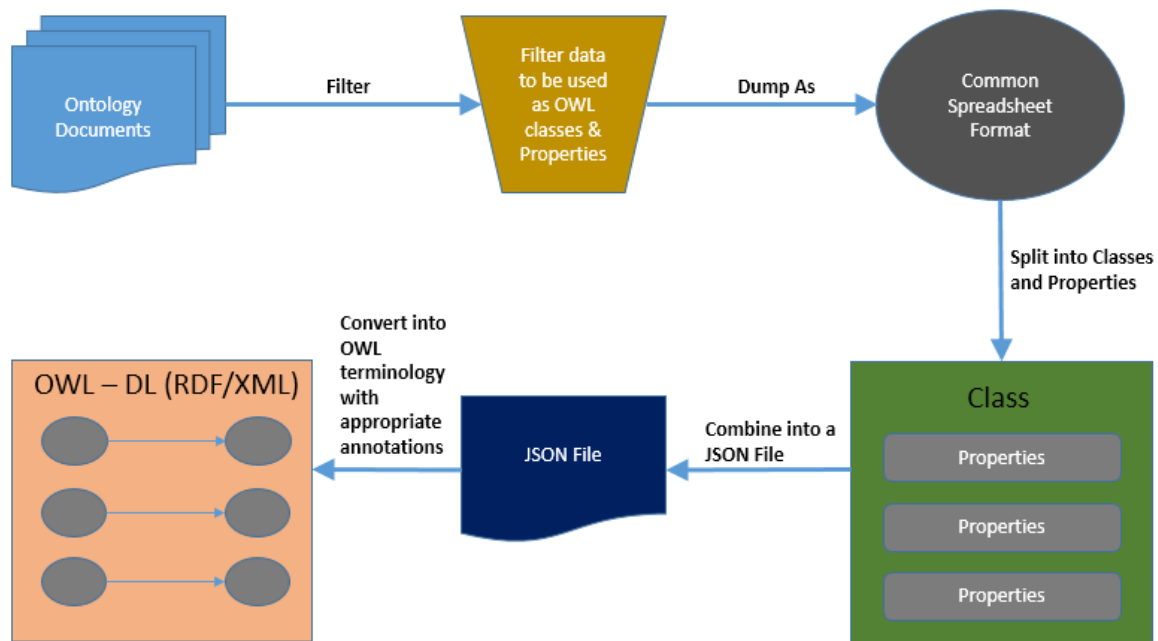 Ontology
Documents
Filter
Filter data
to be used
as OWL
classes &
Properties
Dump As
Common
Spreadsheet
Format
Split into Classes
and Properties
Class
Properties
Properties
Properties
Combine into a
JSON File
JSON File
Convert into
OWL
terminology
with
appropriate
annotations
OWL – DL (RDF/XML)